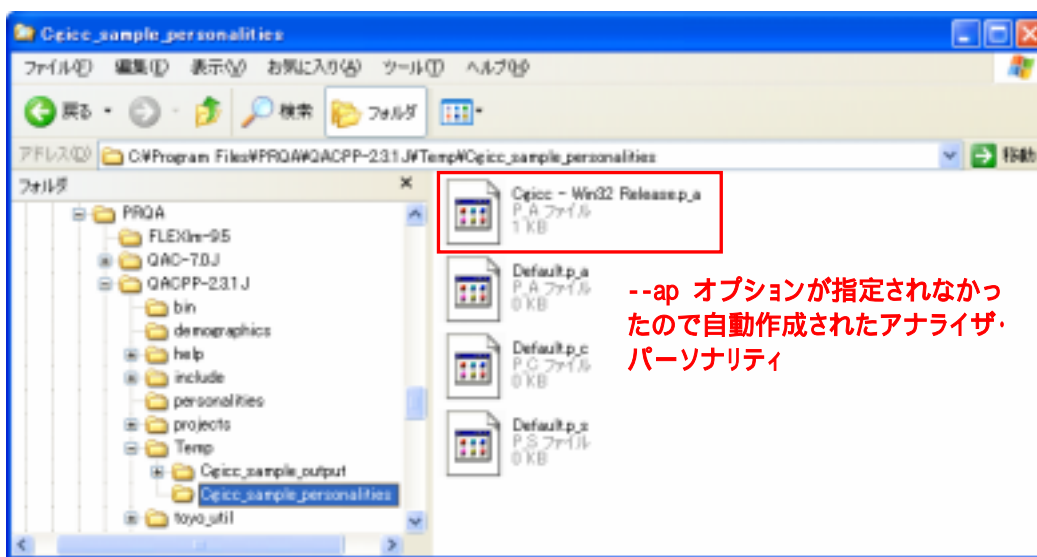 Cgicc_sample_personalities
ファイル(F) 編集(E) 表示(V) お気に入り(A) ツール(T) ヘルプ(H)
戻る 検索 フォルダ
アドレス(D) C:¥Program Files¥PRQA¥QACPP-2.3.1J¥Temp¥Cgicc_sample_personalities 移動
フォルダ
PRQA
FLEXlm-9.5
QAC-7.0J
QACPP-2.3.1J
bin
demographics
help
include
personalities
projects
Temp
Cgicc_sample_output
Cgicc_sample_personalities
toyo_util
Cgicc - Win32 Release.p_a
P_A ファイル
1 KB
Default.p_a
P_A ファイル
0 KB
Default.p_c
P_C ファイル
0 KB
Default.p_s
P_S ファイル
0 KB
--ap オプションが指定されなかっ
たので自動作成されたアナライザ・
パーソナリティ